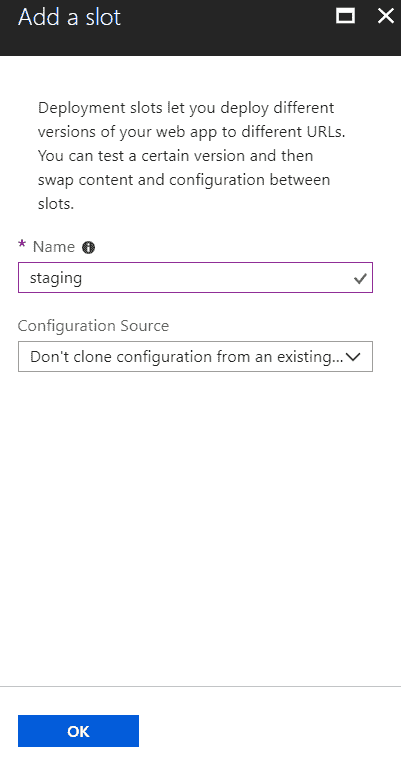 Add a slot
Deployment slots let you deploy different
versions of your web app to different URLs.
You can test a certain version and then
swap content and configuration between
slots.
* Name
staging
Configuration Source
Don't clone configuration from an existing...
OK